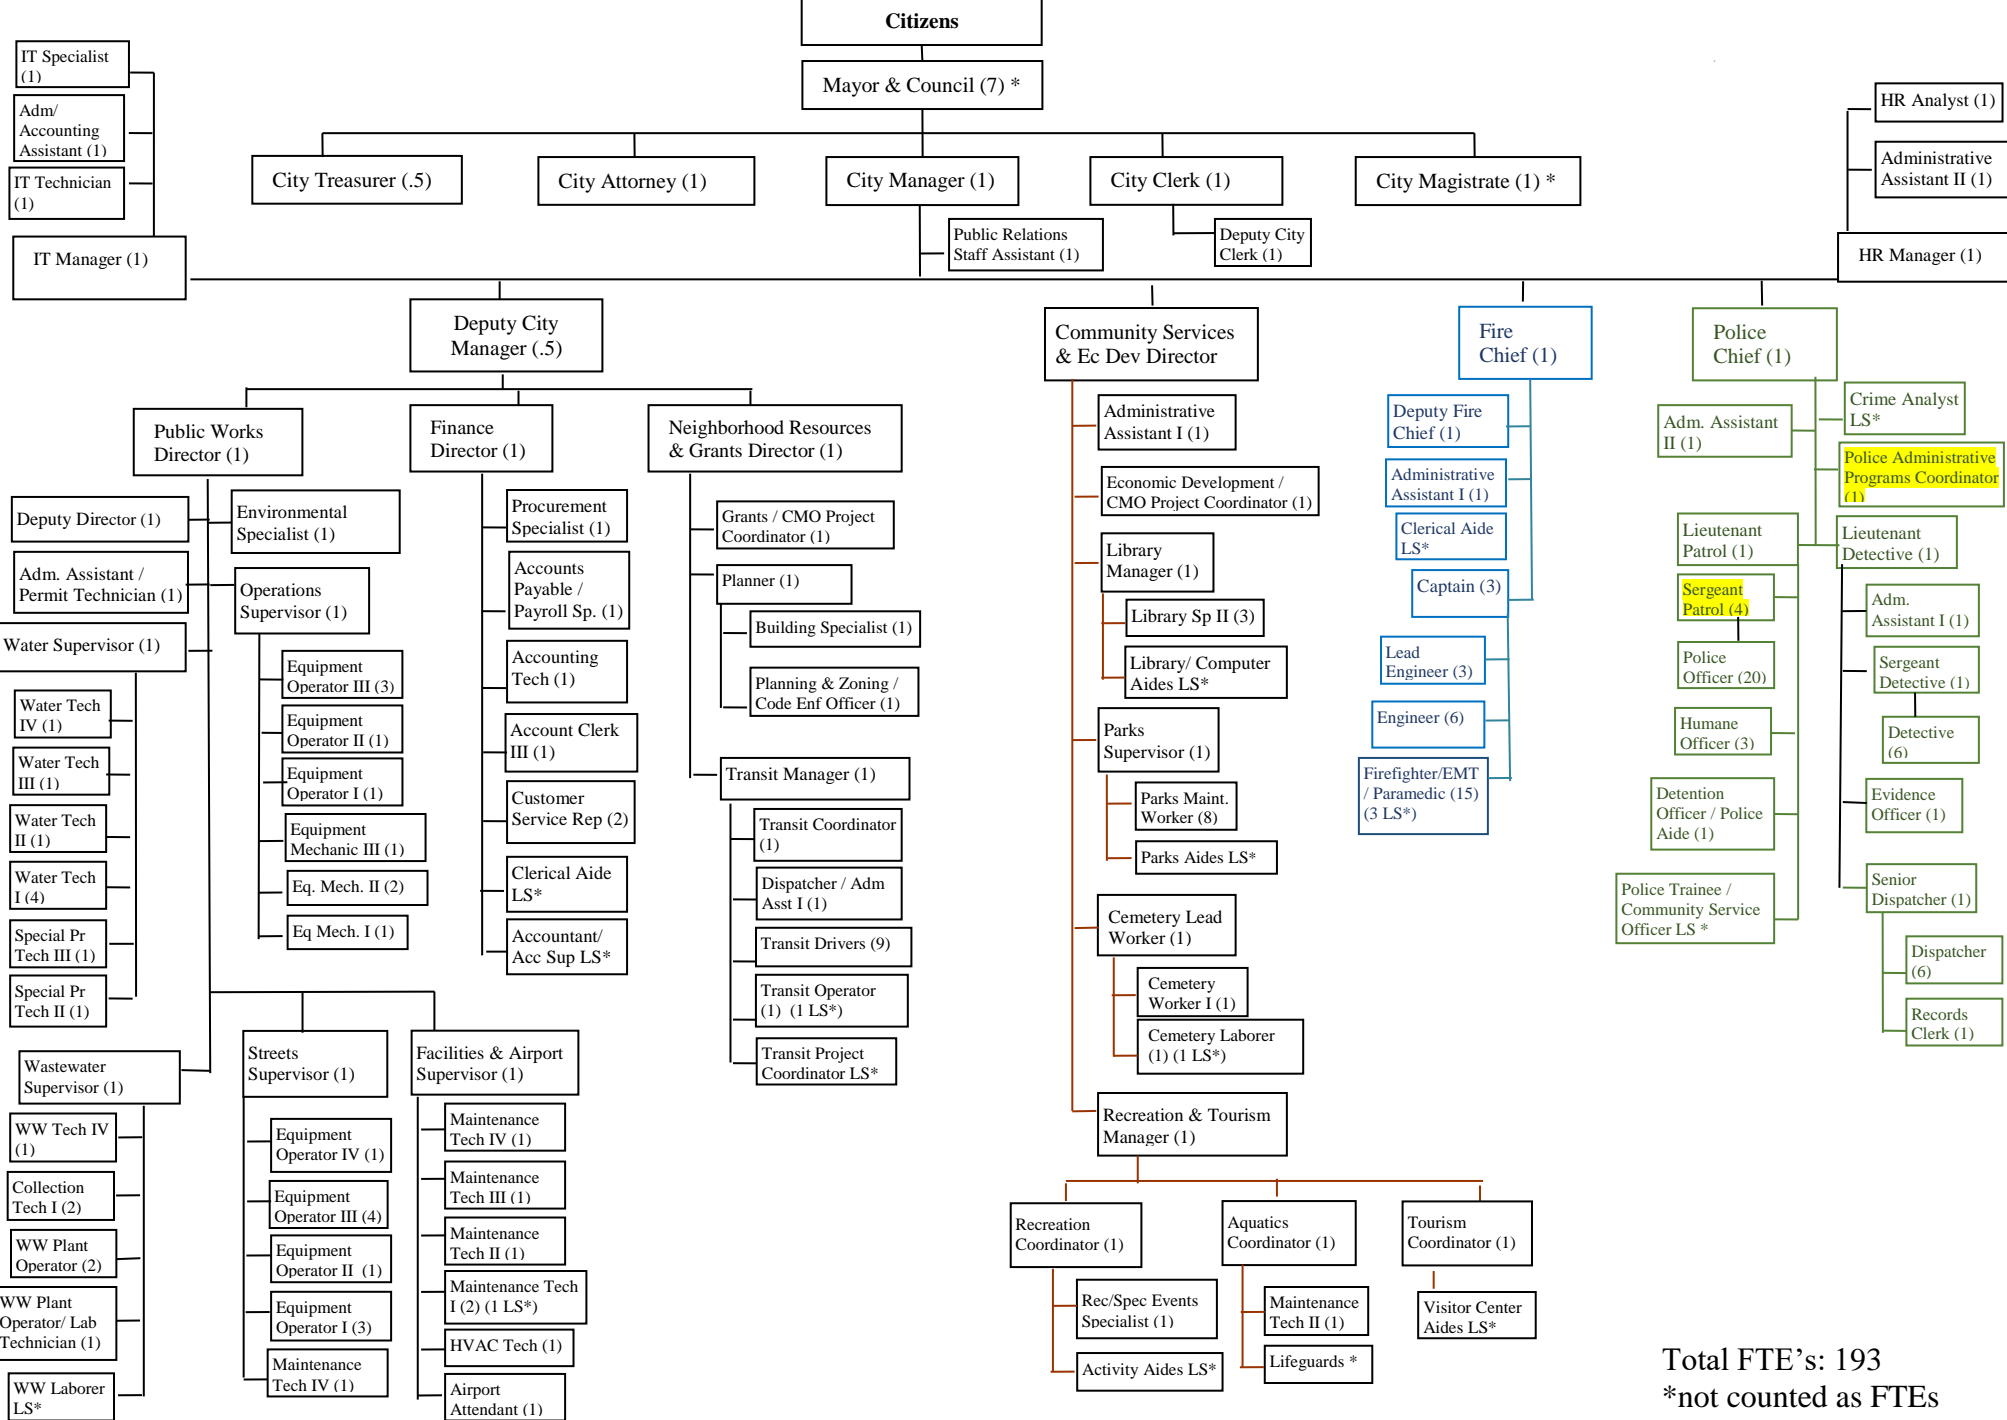 Citizens
Mayor & Council (7) *
IT Specialist
(1)
Adm/
Accounting
Assistant (1)
IT Technician
(1)
IT Manager (1)
City Treasurer (.5)
City Attorney (1)
City Manager (1)
City Clerk (1)
City Magistrate (1) *
Public Relations
Staff Assistant (1)
Deputy City
Clerk (1)
HR Analyst (1)
Administrative
Assistant II (1)
HR Manager (1)
Deputy City
Manager (.5)
Community Services
& Ec Dev Director
Fire
Chief (1)
Police
Chief (1)
Public Works
Director (1)
Finance
Director (1)
Neighborhood Resources
& Grants Director (1)
Deputy Director (1)
Environmental
Specialist (1)
Adm. Assistant /
Permit Technician (1)
Operations
Supervisor (1)
Water Supervisor (1)
Water Tech
IV (1)
Water Tech
III (1)
Water Tech
II (1)
Water Tech
I (4)
Special Pr
Tech III (1)
Special Pr
Tech II (1)
Equipment
Operator III (3)
Equipment
Operator II (1)
Equipment
Operator I (1)
Equipment
Mechanic III (1)
Eq. Mech. II (2)
Eq Mech. I (1)
Wastewater
Supervisor (1)
WW Tech IV
(1)
Collection
Tech I (2)
WW Plant
Operator (2)
WW Plant
Operator/ Lab
Technician (1)
WW Laborer
LS*
Streets
Supervisor (1)
Equipment
Operator IV (1)
Equipment
Operator III (4)
Equipment
Operator II (1)
Equipment
Operator I (3)
Maintenance
Tech IV (1)
Facilities & Airport
Supervisor (1)
Maintenance
Tech IV (1)
Maintenance
Tech III (1)
Maintenance
Tech II (1)
Maintenance Tech
I (2) (1 LS*)
HVAC Tech (1)
Airport
Attendant (1)
Procurement
Specialist (1)
Accounts
Payable /
Payroll Sp. (1)
Accounting
Tech (1)
Account Clerk
III (1)
Customer
Service Rep (2)
Clerical Aide
LS*
Accountant/
Acc Sup LS*
Grants / CMO Project
Coordinator (1)
Planner (1)
Building Specialist (1)
Planning & Zoning /
Code Enf Officer (1)
Transit Manager (1)
Transit Coordinator
(1)
Dispatcher / Adm
Asst I (1)
Transit Drivers (9)
Transit Operator
(1) (1 LS*)
Transit Project
Coordinator LS*
Administrative
Assistant I (1)
Economic Development /
CMO Project Coordinator (1)
Library
Manager (1)
Library Sp II (3)
Library/ Computer
Aides LS*
Parks
Supervisor (1)
Parks Maint.
Worker (8)
Parks Aides LS*
Cemetery Lead
Worker (1)
Cemetery
Worker I (1)
Cemetery Laborer
(1) (1 LS*)
Recreation & Tourism
Manager (1)
Recreation
Coordinator (1)
Rec/Spec Events
Specialist (1)
Activity Aides LS*
Aquatics
Coordinator (1)
Maintenance
Tech II (1)
Lifeguards *
Tourism
Coordinator (1)
Visitor Center
Aides LS*
Deputy Fire
Chief (1)
Administrative
Assistant I (1)
Clerical Aide
LS*
Captain (3)
Lead
Engineer (3)
Engineer (6)
Firefighter/EMT
/ Paramedic (15)
(3 LS*)
Adm. Assistant
II (1)
Crime Analyst
LS*
Police Administrative
Programs Coordinator
(1)
Lieutenant
Patrol (1)
Lieutenant
Detective (1)
Sergeant
Patrol (4)
Police
Officer (20)
Humane
Officer (3)
Detention
Officer / Police
Aide (1)
Police Trainee /
Community Service
Officer LS *
Adm.
Assistant I (1)
Sergeant
Detective (1)
Detective
(6)
Evidence
Officer (1)
Senior
Dispatcher (1)
Dispatcher
(6)
Records
Clerk (1)
Total FTE's: 193
*not counted as FTEs